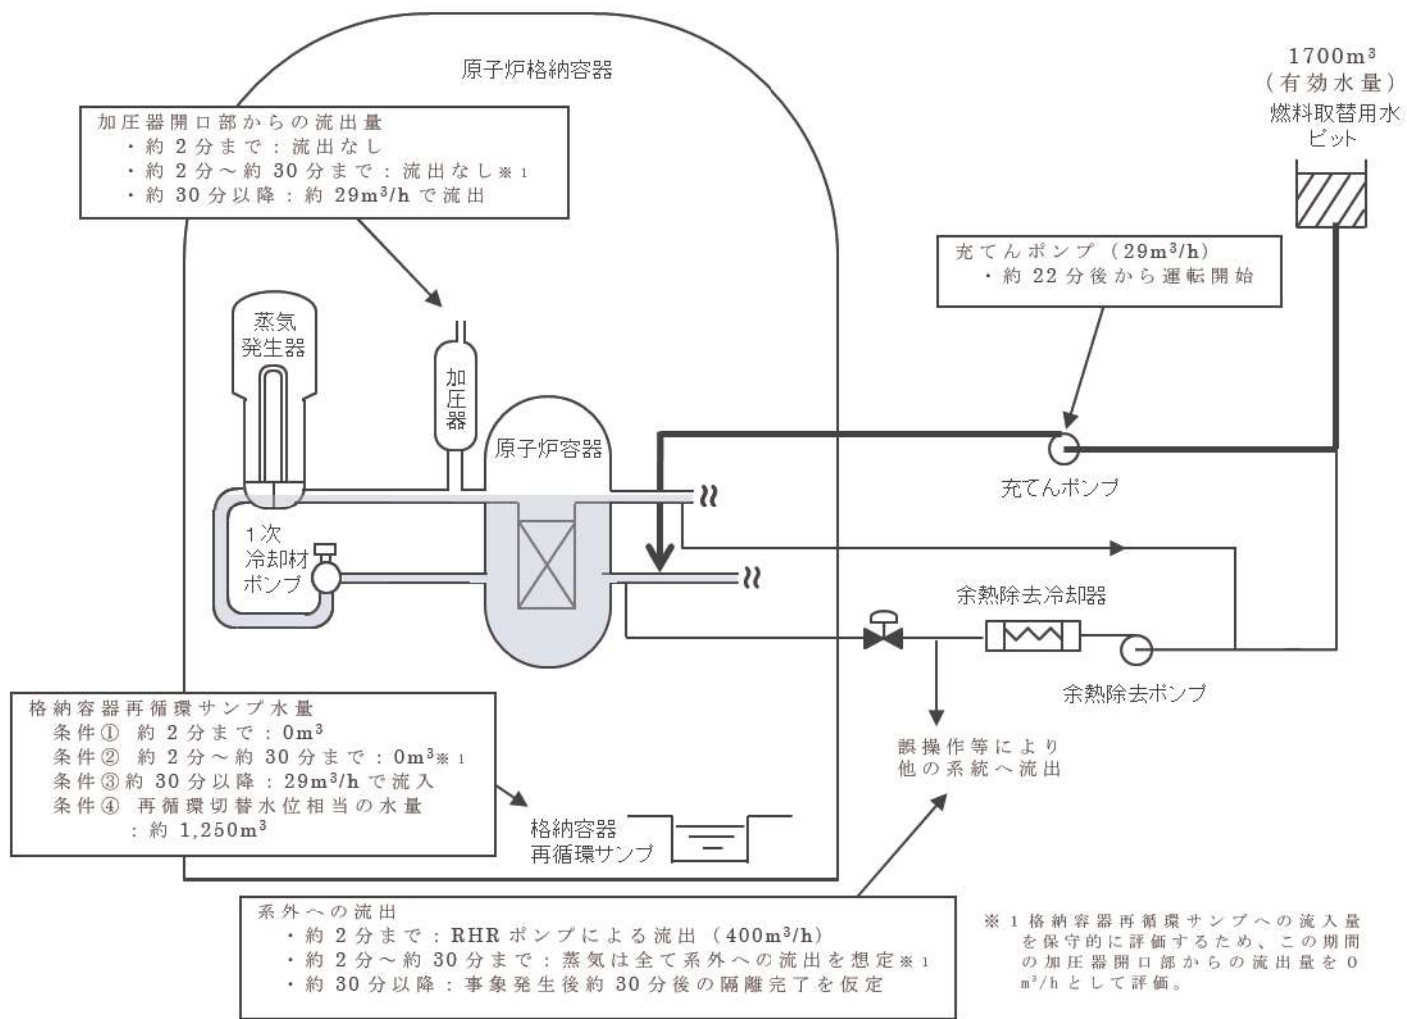 原子炉格納容器
1700m³
(有効水量)
燃料取替用水
ピット
加圧器開口部からの流出量
・約2分まで：流出なし
・約2分～約30分まで：流出なし※1
・約30分以降：約29m³/hで流出
充てんポンプ（29m³/h）
・約22分後から運転開始
蒸気
発生器
加圧器
原子炉容器
充てんポンプ
1次
冷却材
ポンプ
余熱除去冷却器
余熱除去ポンプ
格納容器再循環サンプ水量
条件① 約2分まで：0m³
条件② 約2分～約30分まで：0m³※1
条件③約30分以降：29m³/hで流入
条件④ 再循環切替水位相当の水量
：約1,250m³
誤操作等により
他の系統へ流出
格納容器
再循環サンプ
系外への流出
・約2分まで：RHRポンプによる流出（400m³/h）
・約2分～約30分まで：蒸気は全て系外への流出を想定※1
・約30分以降：事象発生後約30分後の隔離完了を仮定
※1格納容器再循環サンプへの流入量
を保守的に評価するため、この期間
の加圧器開口部からの流出量を0
m³/hとして評価。